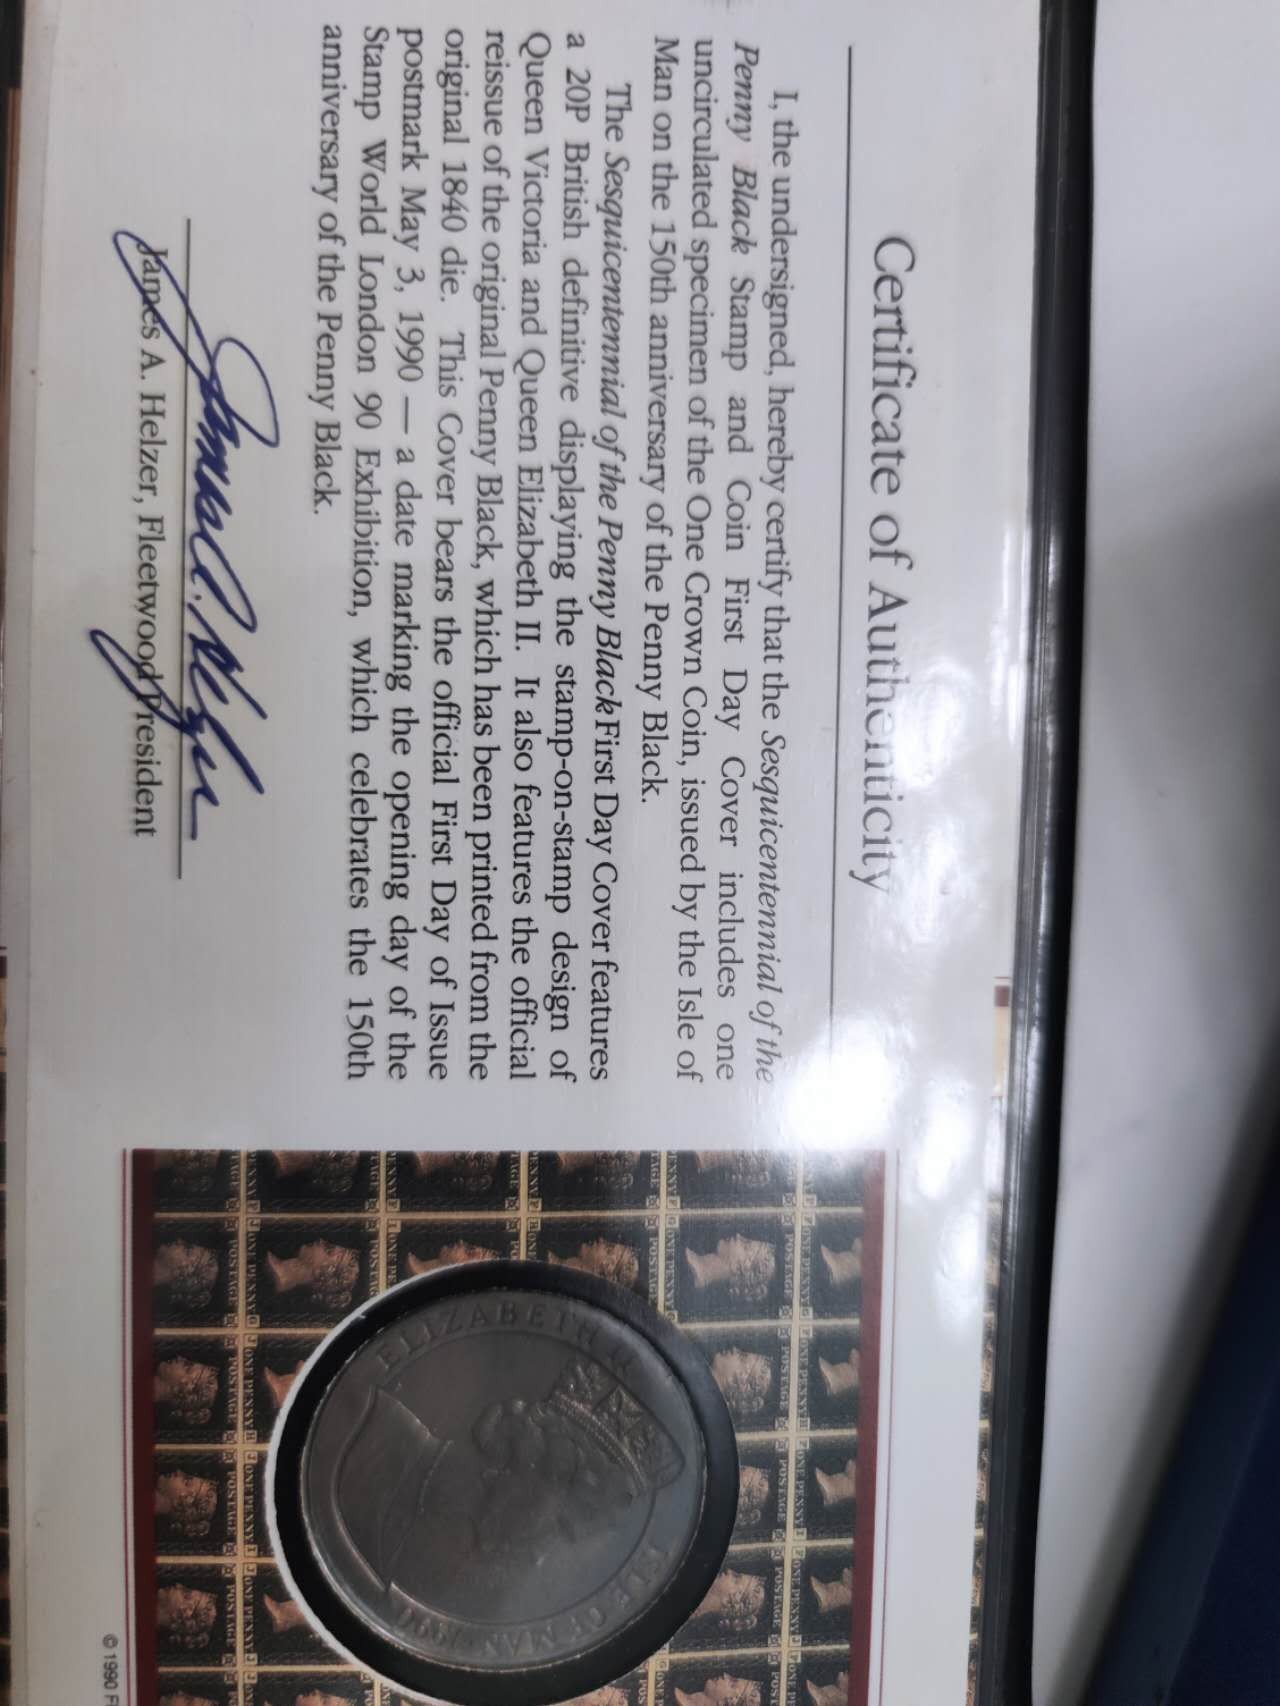 Certificate of Authenticity
I, the undersigned, hereby certify that the Sesquicentennial of the
Penny Black Stamp and Coin First Day Cover includes one
uncirculated specimen of the One Crown Coin, issued by the Isle of
Man on the 150th anniversary of the Penny Black.
The Sesquicentennial of the Penny Black First Day Cover features
a 20P British definitive displaying the stamp-on-stamp design of
Queen Victoria and Queen Elizabeth II. It also features the official
reissue of the original Penny Black, which has been printed from the
original 1840 die. This Cover bears the official First Day of Issue
postmark May 3, 1990 — a date marking the opening day of the
Stamp World London 90 Exhibition, which celebrates the 150th
anniversary of the Penny Black.
James A. Helzer, Fleetwood President
ELIZABETH II
ISLE OF MAN 1990
POSTAGE
ONE PENNY
© 1990